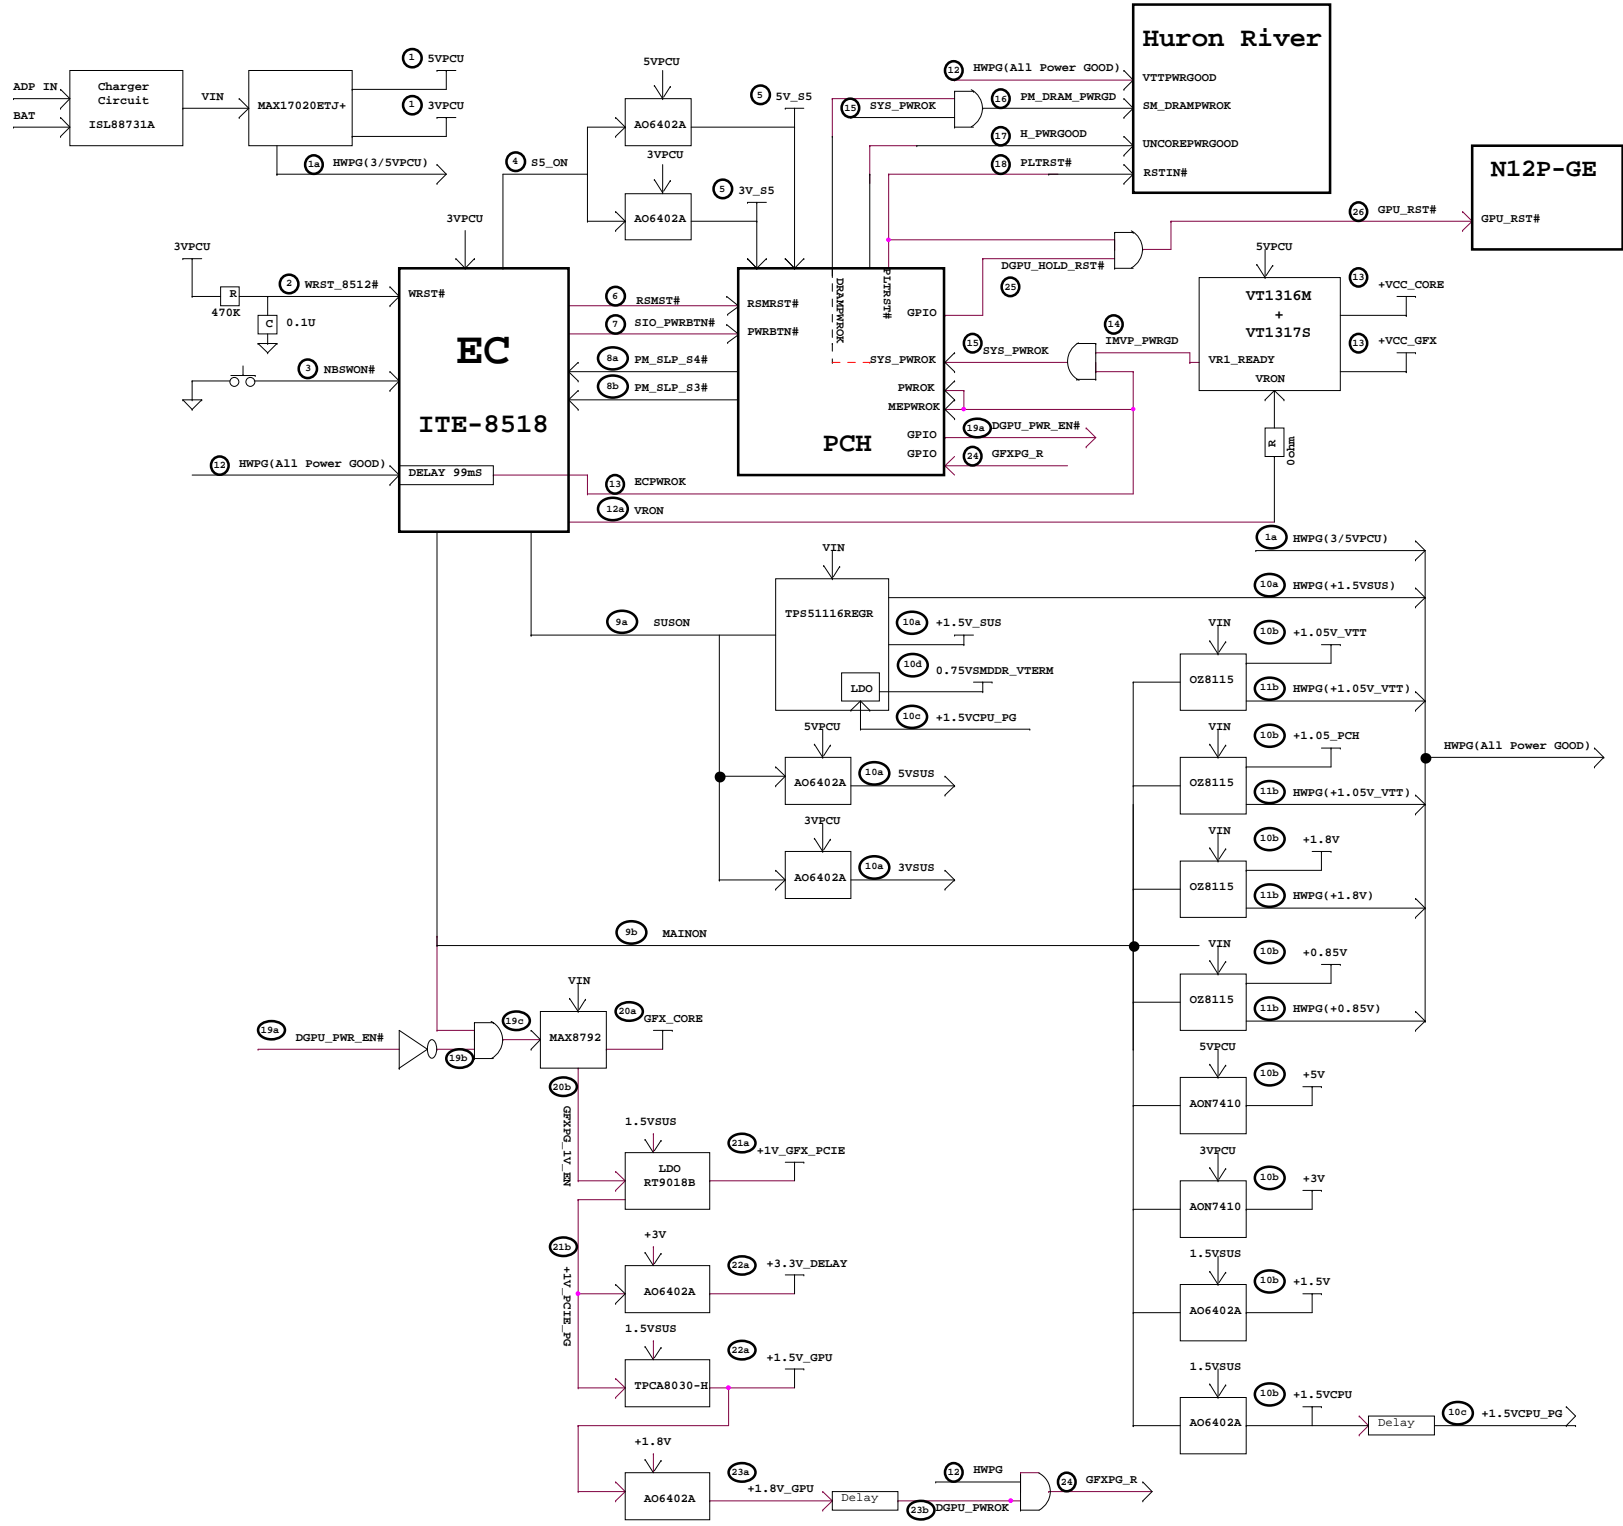 Huron River
VTTPWRGOOD
SM_DRAMPWROK
UNCOREPWRGOOD
RSTIN#
12 HWPG(All Power GOOD)
15 SYS_PWROK
16 PM_DRAM_PWRGD
17 H_PWRGOOD
18 PLTRST#
ADP IN
BAT
Charger
Circuit
ISL88731A
VIN
MAX17020ETJ+
1 5VPCU
1 3VPCU
1a HWPG(3/5VPCU)
4 S5_ON
5VPCU
AO6402A
5 5V_S5
3VPCU
AO6402A
5 3V_S5
N12P-GE
GPU_RST#
26 GPU_RST#
DGPU_HOLD_RST#
25
3VPCU
3VPCU
R
470K
C 0.1U
2 WRST_8512#
3 NBSWON#
12 HWPG(All Power GOOD)
WRST#
EC
ITE-8518
DELAY 99mS
6 RSMST#
7 SIO_PWRBTN#
8a PM_SLP_S4#
8b PM_SLP_S3#
13 ECPWROK
12a VRON
RSMRST#
PWRBTN#
DRAMPWROK
PLTRST#
GPIO
SYS_PWROK
PWROK
MEPWROK
GPIO
GPIO
PCH
15 SYS_PWROK
14
IMVP_PWRGD
19a DGPU_PWR_EN#
24 GFXPG_R
5VPCU
VT1316M
+
VT1317S
VR1_READY
VRON
13
+VCC_CORE
13
+VCC_GFX
R
0ohm
1a HWPG(3/5VPCU)
VIN
TPS51116REGR
LDO
9a SUSON
10a HWPG(+1.5VSUS)
10a +1.5V_SUS
10d 0.75VSMDDR_VTERM
10c +1.5VCPU_PG
5VPCU
AO6402A
10a 5VSUS
3VPCU
AO6402A
10a 3VSUS
9b MAINON
VIN
OZ8115
10b +1.05V_VTT
11b HWPG(+1.05V_VTT)
VIN
OZ8115
10b +1.05_PCH
11b HWPG(+1.05V_VTT)
HWPG(All Power GOOD)
VIN
OZ8115
10b +1.8V
11b HWPG(+1.8V)
VIN
OZ8115
10b +0.85V
11b HWPG(+0.85V)
5VPCU
AON7410
10b +5V
3VPCU
AON7410
10b +3V
1.5VSUS
AO6402A
10b +1.5V
1.5VSUS
AO6402A
10b +1.5VCPU
Delay
10c +1.5VCPU_PG
19a DGPU_PWR_EN#
19b
19c
VIN
MAX8792
20a
GFX_CORE
20b
GFXPG_1V_EN
1.5VSUS
LDO
RT9018B
21a
+1V_GFX_PCIE
21b
+1V_PCIE_PG
+3V
AO6402A
22a +3.3V_DELAY
1.5VSUS
TPCA8030-H
22a
+1.5V_GPU
+1.8V
AO6402A
23a
+1.8V_GPU
Delay
12 HWPG
23b DGPU_PWROK
24 GFXPG_R